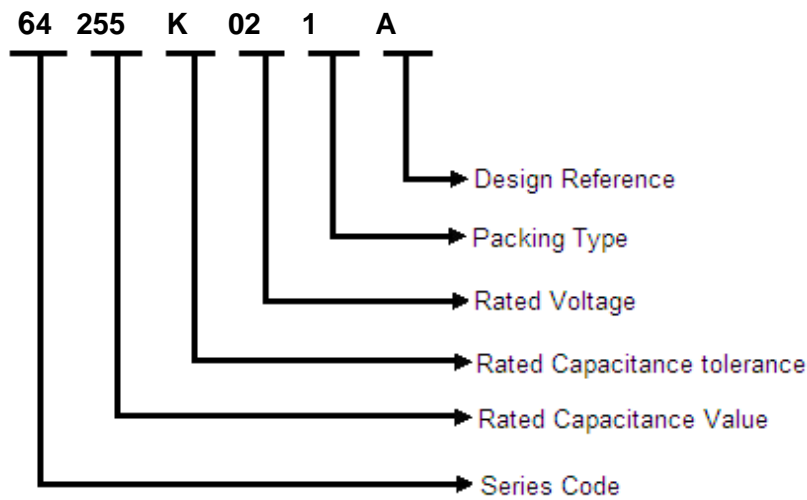 64 255 K 02 1 A
Design Reference
Packing Type
Rated Voltage
Rated Capacitance tolerance
Rated Capacitance Value
Series Code